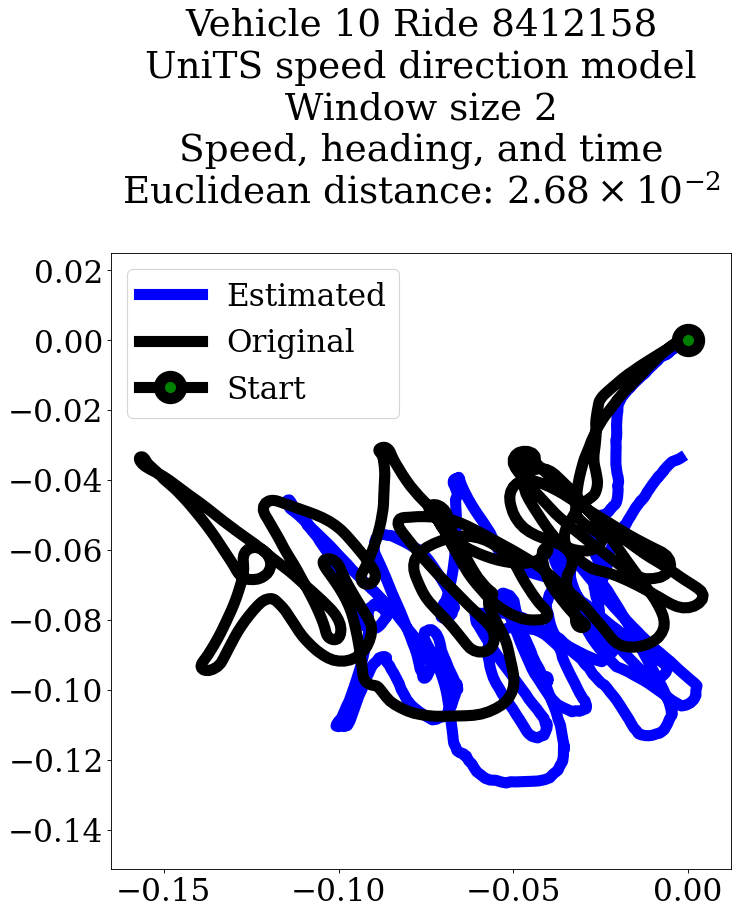 Vehicle 10 Ride 8412158
UniTS speed direction model
Window size 2
Speed, heading, and time
Euclidean distance: 2.68 × 10⁻²
0.02
Estimated
0.00
Original
−0.02
Start
−0.04
−0.06
−0.08
−0.10
−0.12
−0.14
−0.15 −0.10 −0.05 0.00